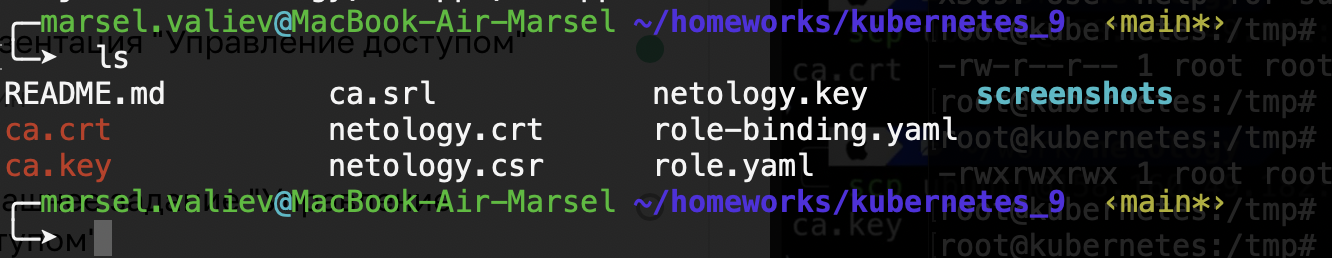 marsel.valiev@MacBook-Air-Marsel ~/homeworks/kubernetes_9 ‹main*›
ls
README.md ca.srl netology.key screenshots
ca.crt netology.crt role-binding.yaml
ca.key netology.csr role.yaml
marsel.valiev@MacBook-Air-Marsel ~/homeworks/kubernetes_9 ‹main*›
зентация "Управление доступом"
тупом"
root@kubernetes:/tmp#
ca.crt
-rw-r--r-- 1 root root
root@kubernetes:/tmp#
root@kubernetes:/tmp#
scp
-rwxrwxrwx 1 root root
root@kubernetes:/tmp#
ca.key
root@kubernetes:/tmp#